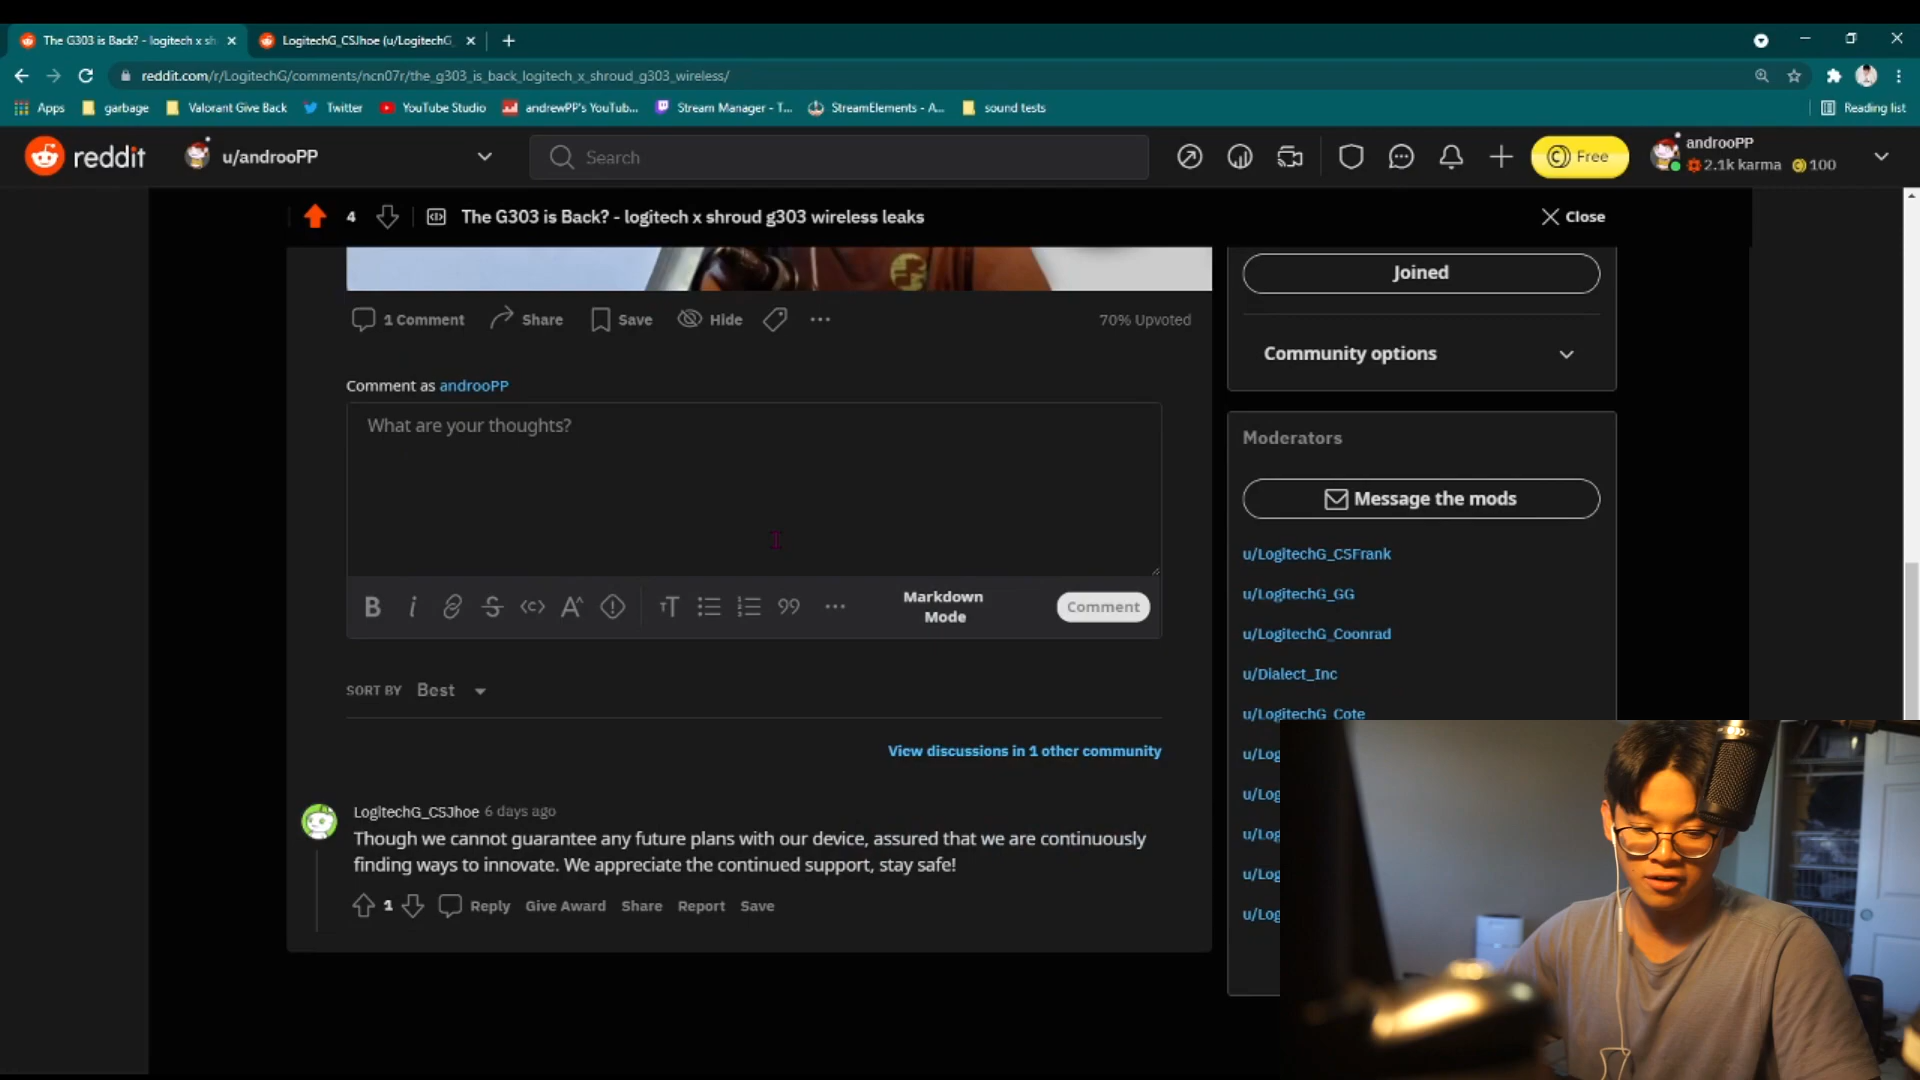 The G303 is Back? - logitech x sh
LogitechG_CSJhoe (u/LogitechG_
reddit.com/r/LogitechG/comments/ncn07r/the_g303_is_back_logitech_x_shroud_g303_wireless/
Apps garbage Valorant Give Back Twitter YouTube Studio andrewPP's YouTub... Stream Manager - T... StreamElements - A... sound tests Reading list
reddit u/androoPP Search Free androoPP
2.1k karma 100
4 The G303 is Back? - logitech x shroud g303 wireless leaks Close
Joined
1 Comment Share Save Hide 70% Upvoted
Community options
Comment as androoPP
What are your thoughts?
Moderators
Message the mods
u/LogitechG_CSFrank
u/LogitechG_GG
u/LogitechG_Coonrad
u/Dialect_Inc
u/LogitechG_Cote
u/Log
u/Log
u/Log
u/Log
u/Log
Markdown
Mode
Comment
SORT BY Best
View discussions in 1 other community
LogitechG_CSJhoe 6 days ago
Though we cannot guarantee any future plans with our device, assured that we are continuously
finding ways to innovate. We appreciate the continued support, stay safe!
1 Reply Give Award Share Report Save